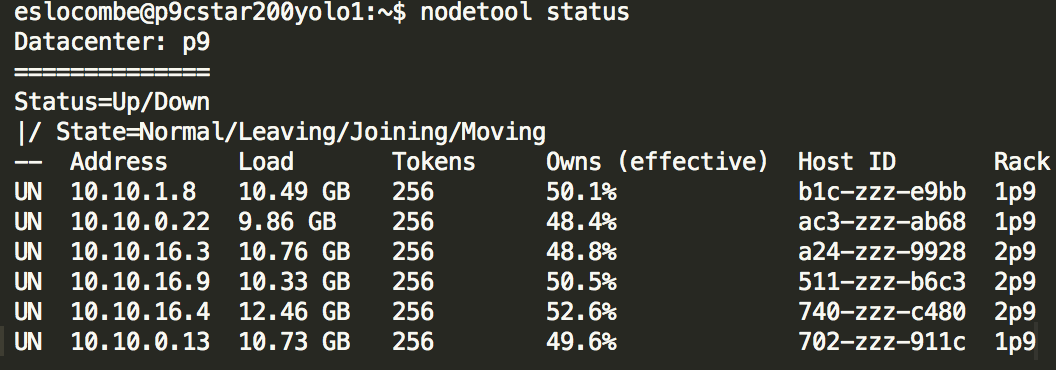 eslocombe@p9cstar200yolo1:~$ nodetool status
Datacenter: p9
==============
Status=Up/Down
|/ State=Normal/Leaving/Joining/Moving
--  Address     Load       Tokens     Owns (effective)  Host ID       Rack
UN  10.10.1.8   10.49 GB   256        50.1%             b1c-zzz-e9bb  1p9
UN  10.10.0.22  9.86 GB    256        48.4%             ac3-zzz-ab68  1p9
UN  10.10.16.3  10.76 GB   256        48.8%             a24-zzz-9928  2p9
UN  10.10.16.9  10.33 GB   256        50.5%             511-zzz-b6c3  2p9
UN  10.10.16.4  12.46 GB   256        52.6%             740-zzz-c480  2p9
UN  10.10.0.13  10.73 GB   256        49.6%             702-zzz-911c  1p9